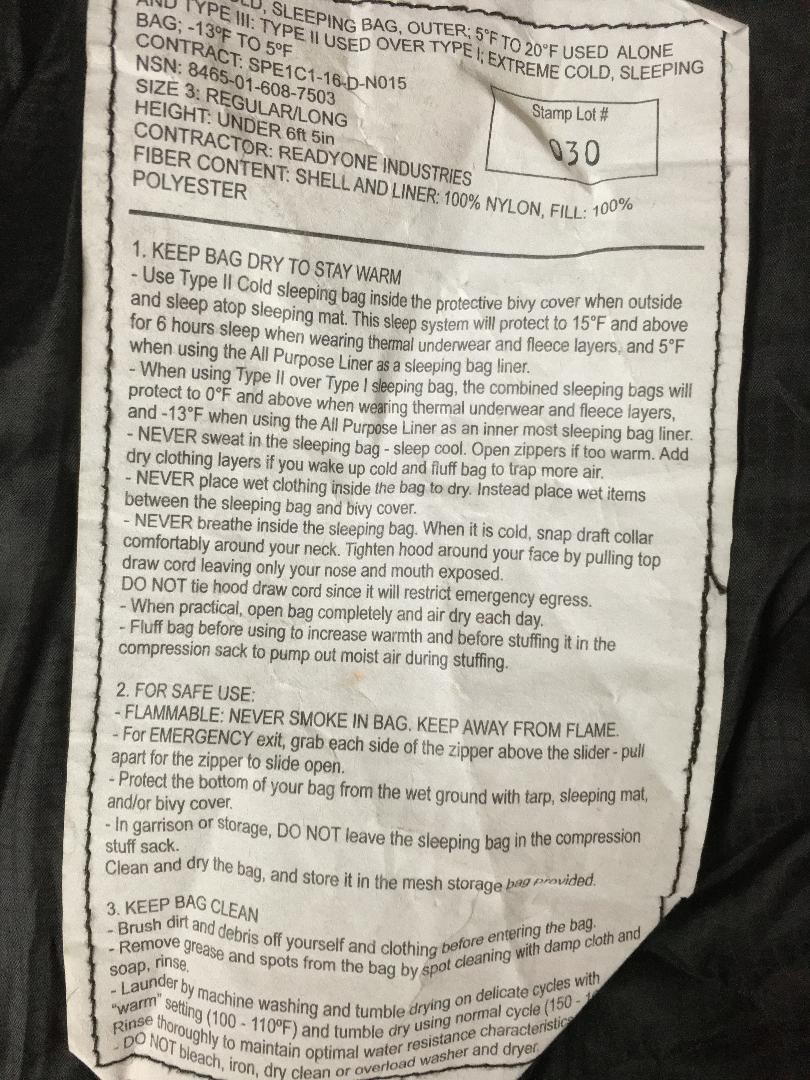 LD, SLEEPING BAG, OUTER; 5°F TO 20°F USED ALONE
AND TYPE III: TYPE II USED OVER TYPE I; EXTREME COLD, SLEEPING
BAG; -13°F TO 5°F
CONTRACT: SPE1C1-16-D-N015
NSN: 8465-01-608-7503
SIZE 3: REGULAR/LONG
HEIGHT: UNDER 6ft 5in
CONTRACTOR: READYONE INDUSTRIES
FIBER CONTENT: SHELL AND LINER: 100% NYLON, FILL: 100%
POLYESTER
Stamp Lot #
030
1. KEEP BAG DRY TO STAY WARM
- Use Type II Cold sleeping bag inside the protective bivy cover when outside
and sleep atop sleeping mat. This sleep system will protect to 15°F and above
for 6 hours sleep when wearing thermal underwear and fleece layers, and 5°F
when using the All Purpose Liner as a sleeping bag liner.
- When using Type II over Type I sleeping bag, the combined sleeping bags will
protect to 0°F and above when wearing thermal underwear and fleece layers,
and -13°F when using the All Purpose Liner as an inner most sleeping bag liner.
- NEVER sweat in the sleeping bag - sleep cool. Open zippers if too warm. Add
dry clothing layers if you wake up cold and fluff bag to trap more air.
- NEVER place wet clothing inside the bag to dry. Instead place wet items
between the sleeping bag and bivy cover.
- NEVER breathe inside the sleeping bag. When it is cold, snap draft collar
comfortably around your neck. Tighten hood around your face by pulling top
draw cord leaving only your nose and mouth exposed.
DO NOT tie hood draw cord since it will restrict emergency egress.
- When practical, open bag completely and air dry each day.
- Fluff bag before using to increase warmth and before stuffing it in the
compression sack to pump out moist air during stuffing.
2. FOR SAFE USE:
- FLAMMABLE: NEVER SMOKE IN BAG. KEEP AWAY FROM FLAME.
- For EMERGENCY exit, grab each side of the zipper above the slider - pull
apart for the zipper to slide open.
- Protect the bottom of your bag from the wet ground with tarp, sleeping mat,
and/or bivy cover.
- In garrison or storage, DO NOT leave the sleeping bag in the compression
stuff sack.
Clean and dry the bag, and store it in the mesh storage bag provided.
3. KEEP BAG CLEAN
- Brush dirt and debris off yourself and clothing before entering the bag.
- Remove grease and spots from the bag by spot cleaning with damp cloth and
soap, rinse.
- Launder by machine washing and tumble drying on delicate cycles with
"warm" setting (100 - 110°F) and tumble dry using normal cycle (150 -
Rinse thoroughly to maintain optimal water resistance characteristic
- DO NOT bleach, iron, dry clean or overload washer and dryer.